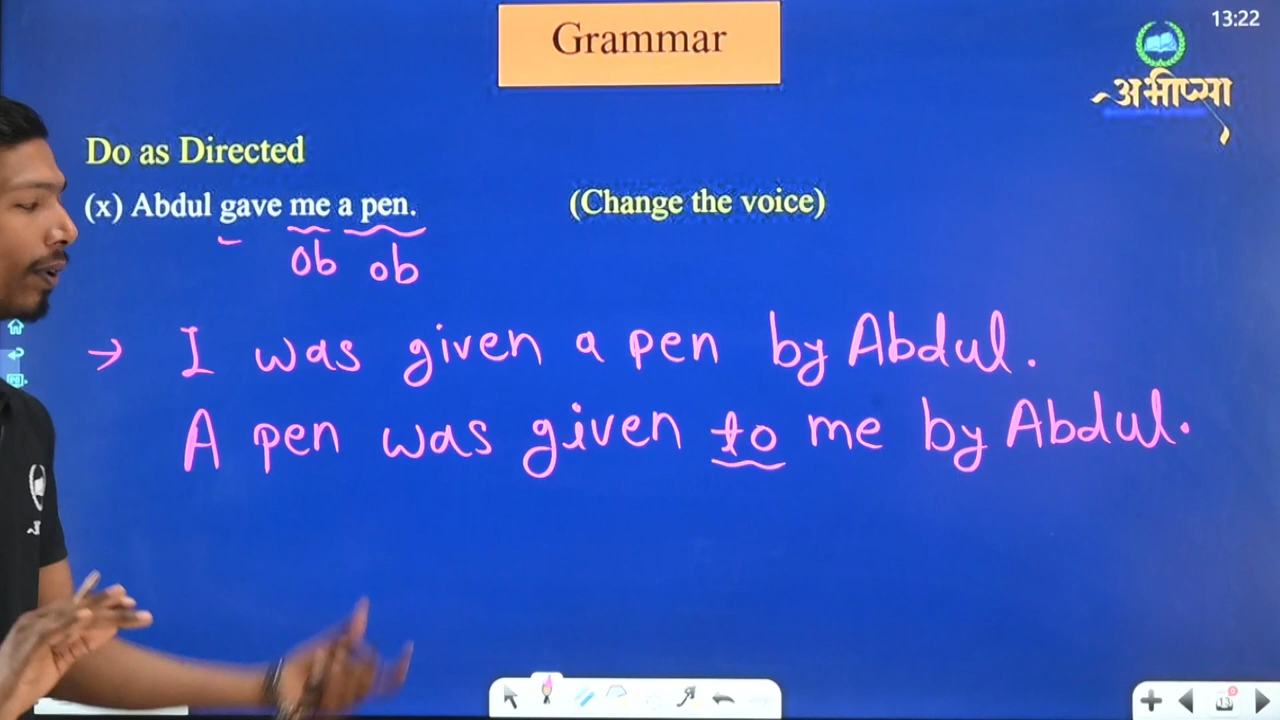 Grammar
13:22
अभीप्सा
Do as Directed
(x) Abdul gave me a pen. (Change the voice)
Ob ob
→ I was given a pen by Abdul.
A pen was given to me by Abdul.